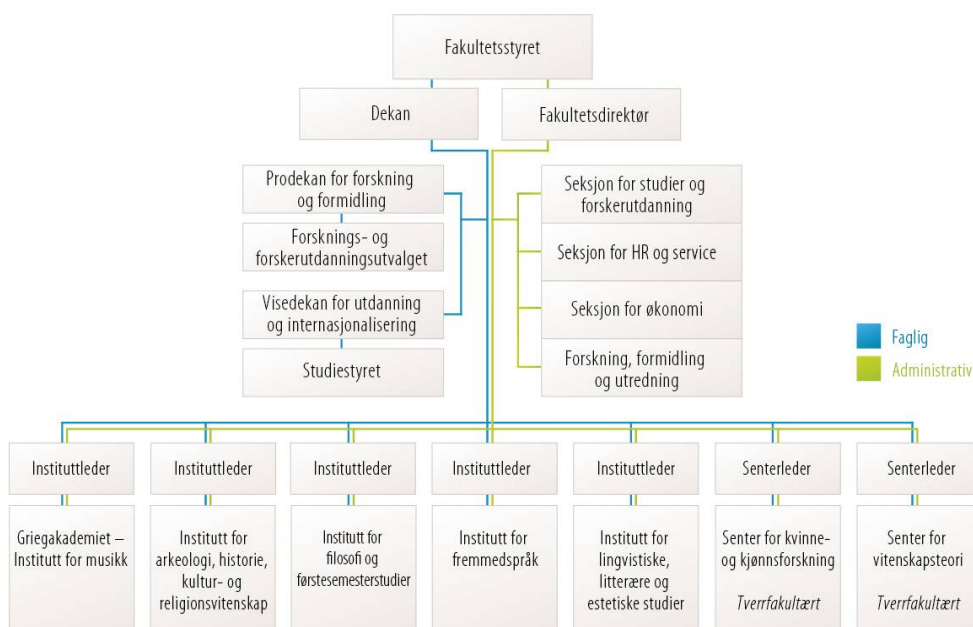 Fakultetsstyret
Dekan
Fakultetsdirektør
Prodekan for forskning
og formidling
Forsknings- og
forskerutdanningsutvalget
Visedekan for utdanning
og internasjonalisering
Studiestyret
Seksjon for studier og
forskerutdanning
Seksjon for HR og service
Seksjon for økonomi
Forskning, formidling
og utredning
Faglig
Administrativ
Instituttleder
Instituttleder
Instituttleder
Instituttleder
Instituttleder
Senterleder
Senterleder
Griegakademiet –
Institutt for musikk
Institutt for
arkeologi, historie,
kultur- og
religionsvitenskap
Institutt for
filosofi og
førstesemesterstudier
Institutt for
fremmedspråk
Institutt for
lingvistiske,
litterære og
estetiske studier
Senter for kvinne-
og kjønnsforskning
Tverrfakultært
Senter for
vitenskapsteori
Tverrfakultært